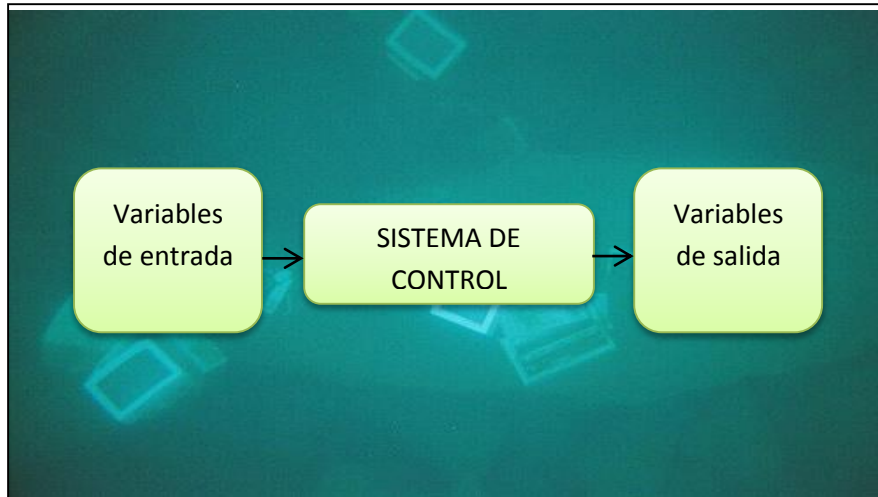 Variables
de entrada
SISTEMA DE
CONTROL
Variables
de salida